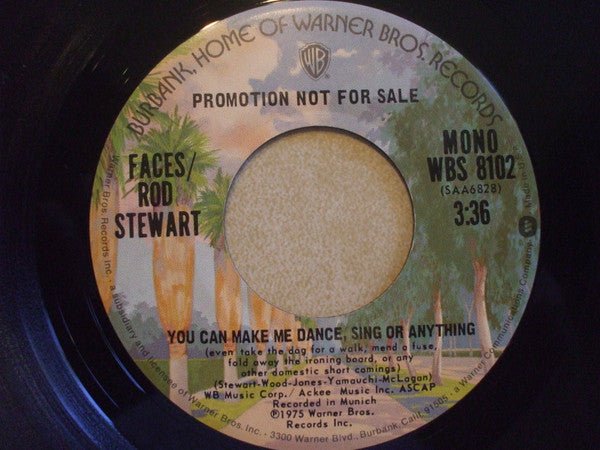 BURBANK, HOME OF WARNER BROS. RECORDS
WB
PROMOTION NOT FOR SALE
FACES/
ROD
STEWART
MONO
WBS 8102
(SAA6828)
3:36
YOU CAN MAKE ME DANCE, SING OR ANYTHING
(even take the dog for a walk, mend a fuse,
fold away the ironing board, or any
other domestic short comings)
(Stewart-Wood-Jones-Yamauchi-McLagan)
WB Music Corp./ Ackee Music Inc. ASCAP
Recorded in Munich
©1975 Warner Bros.
Records Inc.
Warner Bros. Records Inc. · a subsidiary and licensee of Warner Bros. Inc. · 3300 Warner Blvd., Burbank, Calif. 91505 · a Warner Communications Company